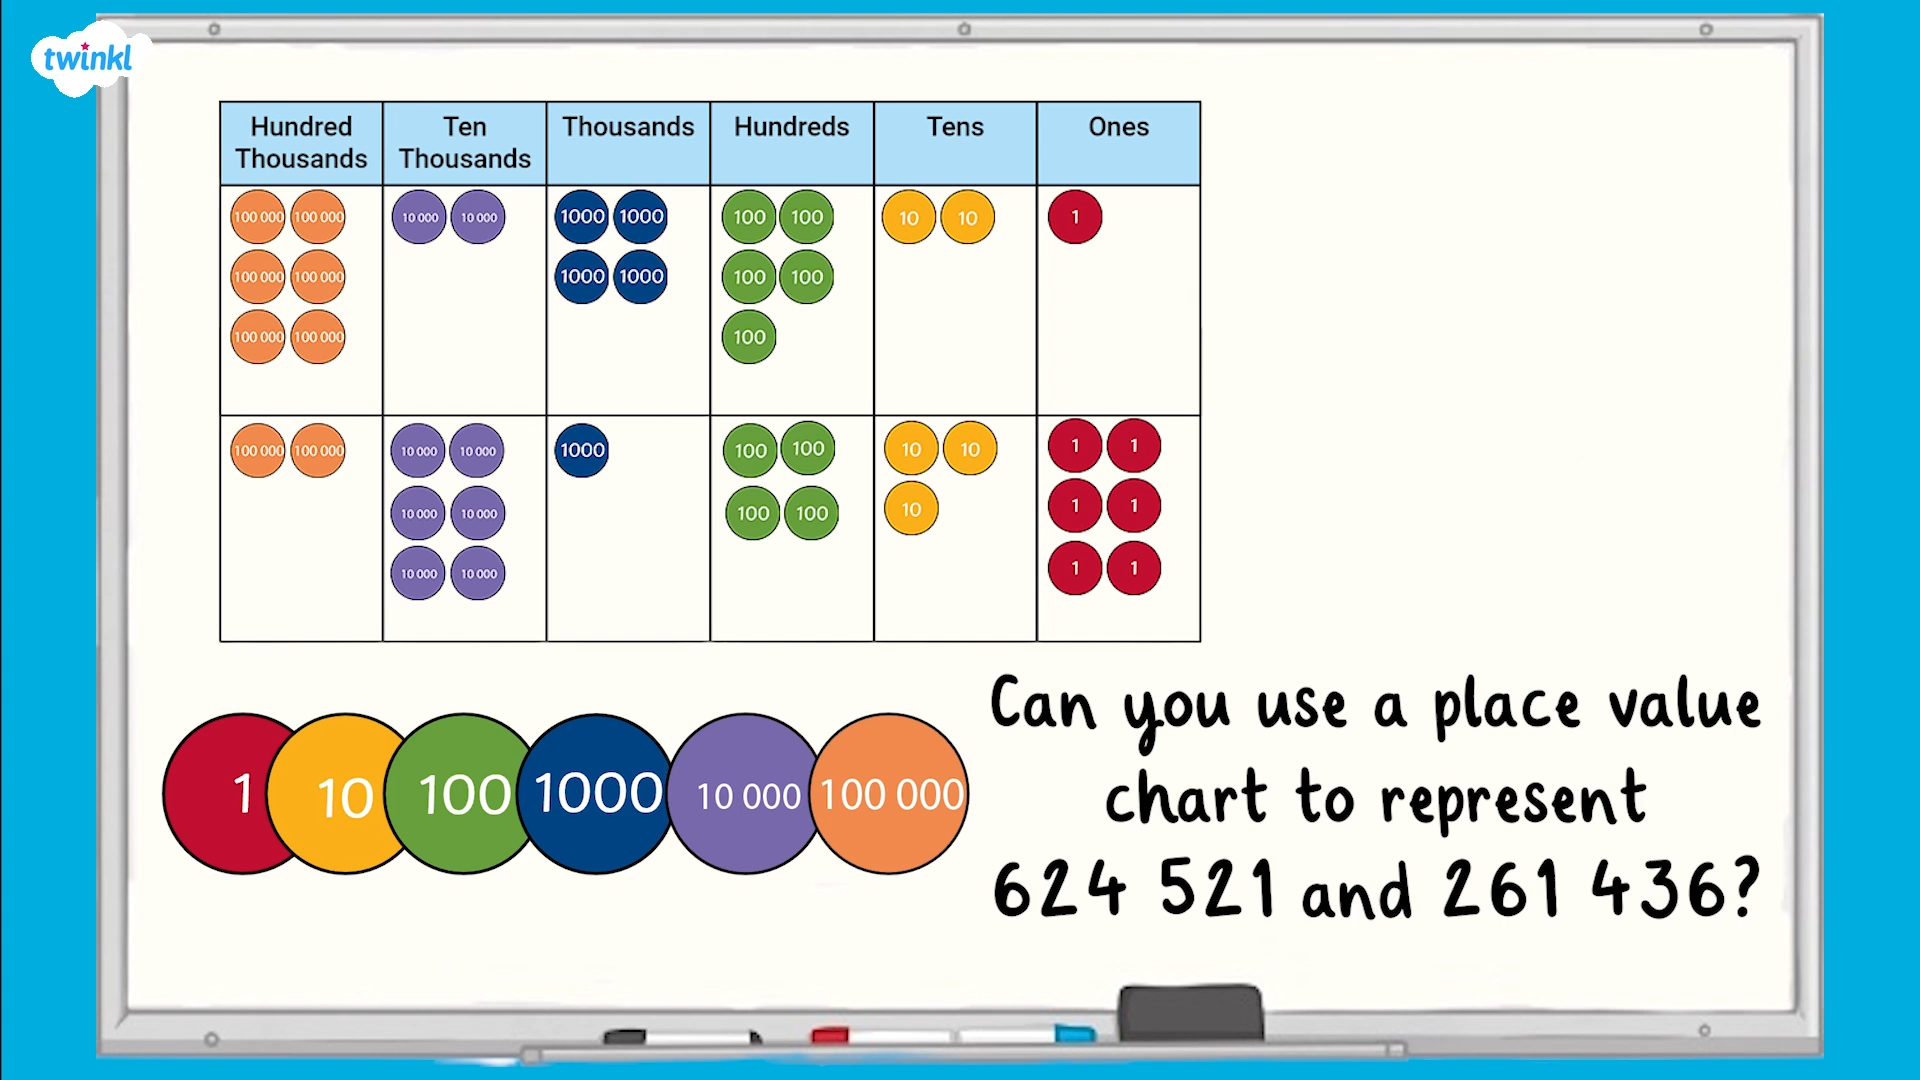 twinkl
Hundred Thousands Ten Thousands Thousands Hundreds Tens Ones
100 000 100 000 10 000 10 000 1000 1000 100 100 10 10 1
100 000 100 000 1000 1000 100 100
100 000 100 000 100
100 000 100 000 10 000 10 000 1000 100 100 10 10 1 1
10 000 10 000 100 100 10 1 1
10 000 10 000 1 1
1 10 100 1000 10 000 100 000
Can you use a place value
chart to represent
624 521 and 261 436?